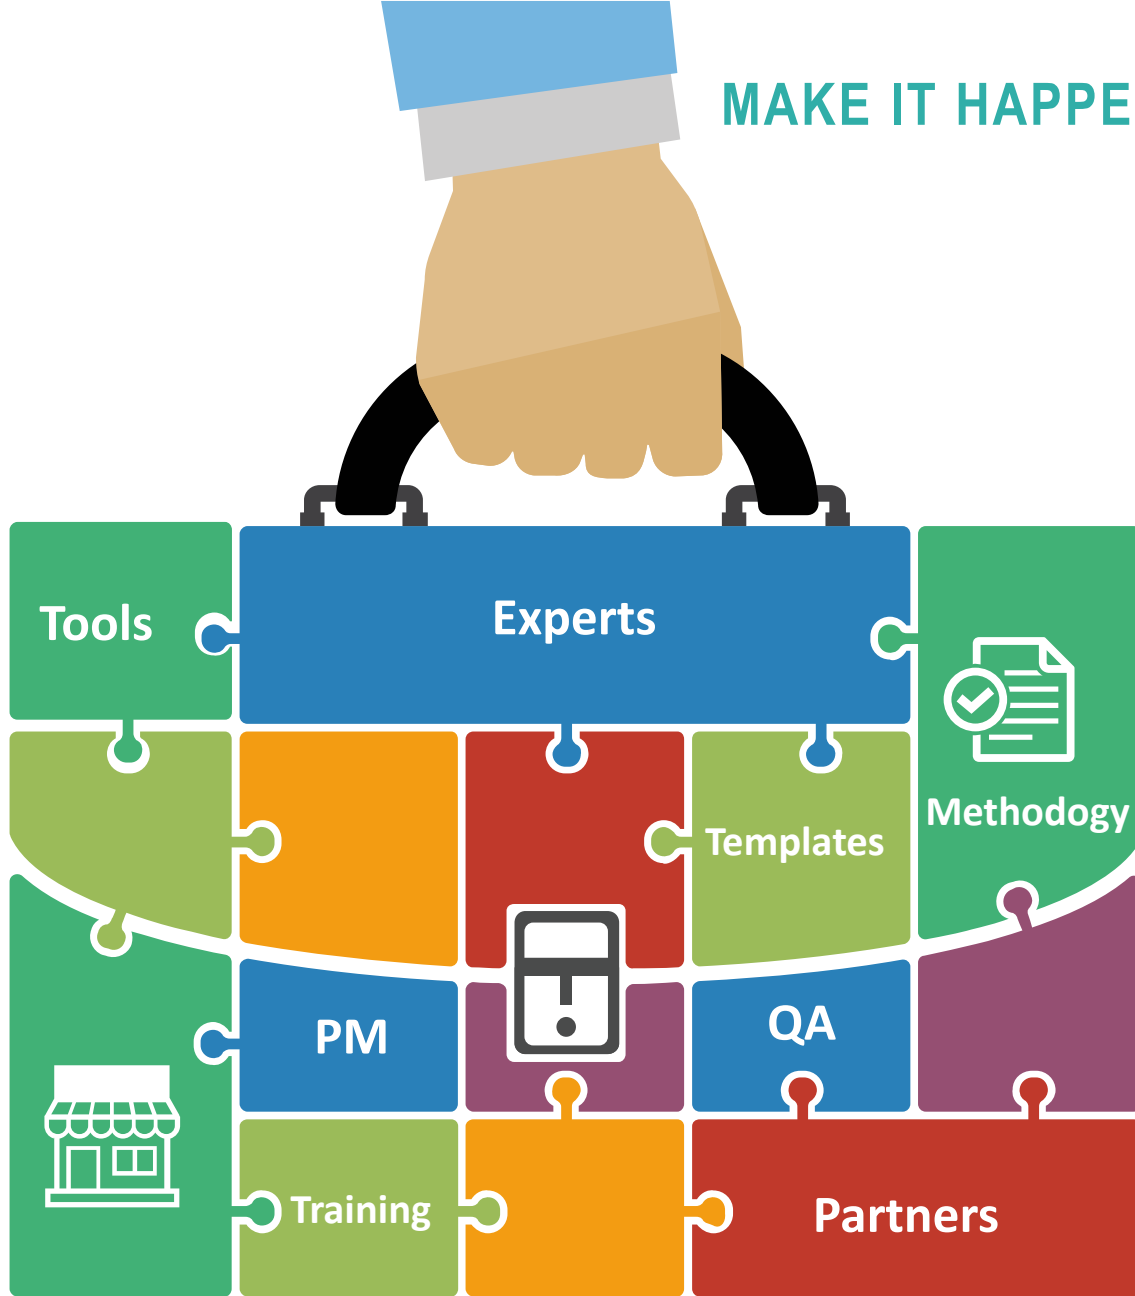 MAKE IT HAPPE
Tools
Experts
Methodogy
Templates
PM
QA
Training
Partners